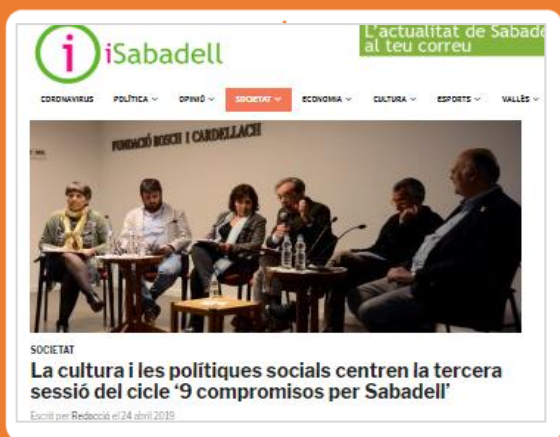 L'actualitat de Sabade
al teu correu
i iSabadell
CORONAVIRUS POLÍTICA OPINIÓ SOCIETAT ECONOMIA CULTURA ESPORTS VALLÈS
FUNDACIÓ BOSCH I CARDELLACH
SOCIETAT
La cultura i les polítiques socials centren la tercera
sessió del cicle ‘9 compromisos per Sabadell’
Escrit per Redacció el 24 abril 2019